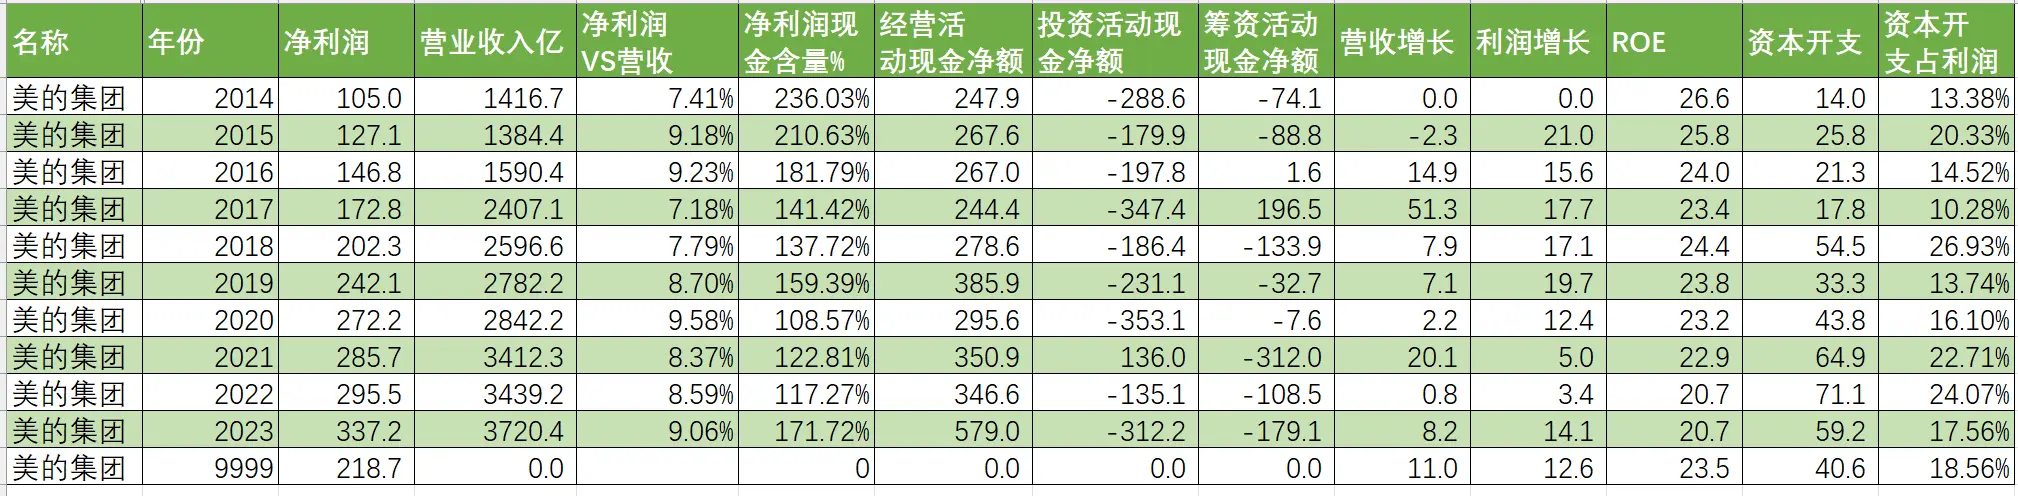 名称 年份 净利润 营业收入亿 净利润VS营收 净利润现金含量% 经营活动现金净额 投资活动现金净额 筹资活动现金净额 营收增长 利润增长 ROE 资本开支 资本开支占利润
美的集团 2014 105.0 1416.7 7.41% 236.03% 247.9 -288.6 -74.1 0.0 0.0 26.6 14.0 13.38%
美的集团 2015 127.1 1384.4 9.18% 210.63% 267.6 -179.9 -88.8 -2.3 21.0 25.8 25.8 20.33%
美的集团 2016 146.8 1590.4 9.23% 181.79% 267.0 -197.8 1.6 14.9 15.6 24.0 21.3 14.52%
美的集团 2017 172.8 2407.1 7.18% 141.42% 244.4 -347.4 196.5 51.3 17.7 23.4 17.8 10.28%
美的集团 2018 202.3 2596.6 7.79% 137.72% 278.6 -186.4 -133.9 7.9 17.1 24.4 54.5 26.93%
美的集团 2019 242.1 2782.2 8.70% 159.39% 385.9 -231.1 -32.7 7.1 19.7 23.8 33.3 13.74%
美的集团 2020 272.2 2842.2 9.58% 108.57% 295.6 -353.1 -7.6 2.2 12.4 23.2 43.8 16.10%
美的集团 2021 285.7 3412.3 8.37% 122.81% 350.9 136.0 -312.0 20.1 5.0 22.9 64.9 22.71%
美的集团 2022 295.5 3439.2 8.59% 117.27% 346.6 -135.1 -108.5 0.8 3.4 20.7 71.1 24.07%
美的集团 2023 337.2 3720.4 9.06% 171.72% 579.0 -312.2 -179.1 8.2 14.1 20.7 59.2 17.56%
美的集团 9999 218.7 0.0 0 0.0 0.0 0.0 11.0 12.6 23.5 40.6 18.56%